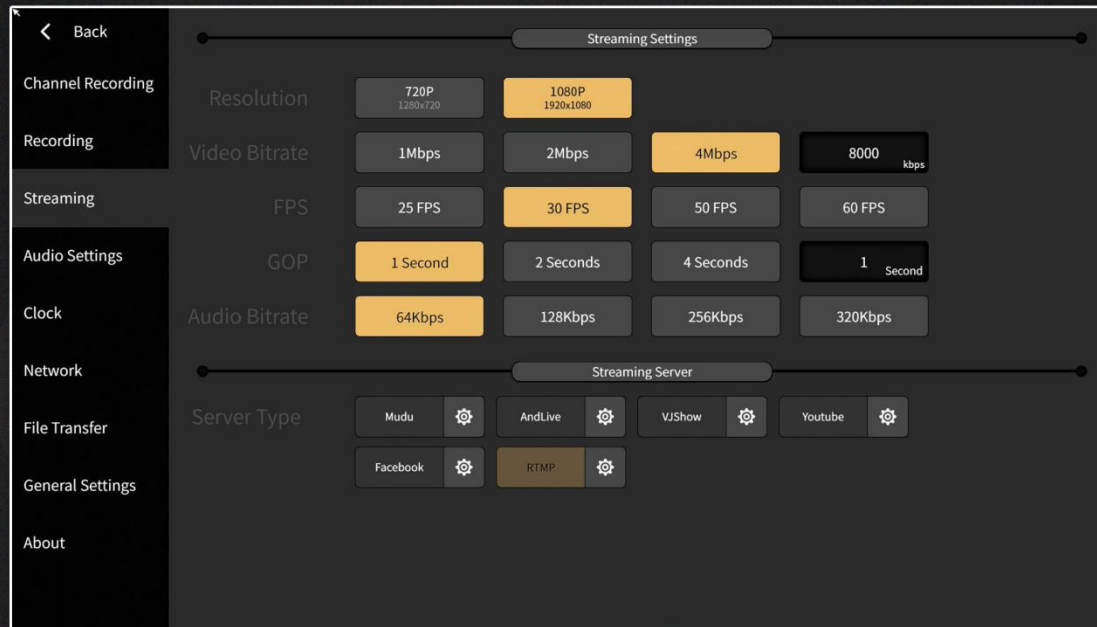 Back
Channel Recording
Recording
Streaming
Audio Settings
Clock
Network
File Transfer
General Settings
About
Streaming Settings
Resolution
720P
1280x720
1080P
1920x1080
Video Bitrate
1Mbps
2Mbps
4Mbps
8000 kbps
FPS
25 FPS
30 FPS
50 FPS
60 FPS
GOP
1 Second
2 Seconds
4 Seconds
1 Second
Audio Bitrate
64Kbps
128Kbps
256Kbps
320Kbps
Streaming Server
Server Type
Mudu
AndLive
VJShow
Youtube
Facebook
RTMP